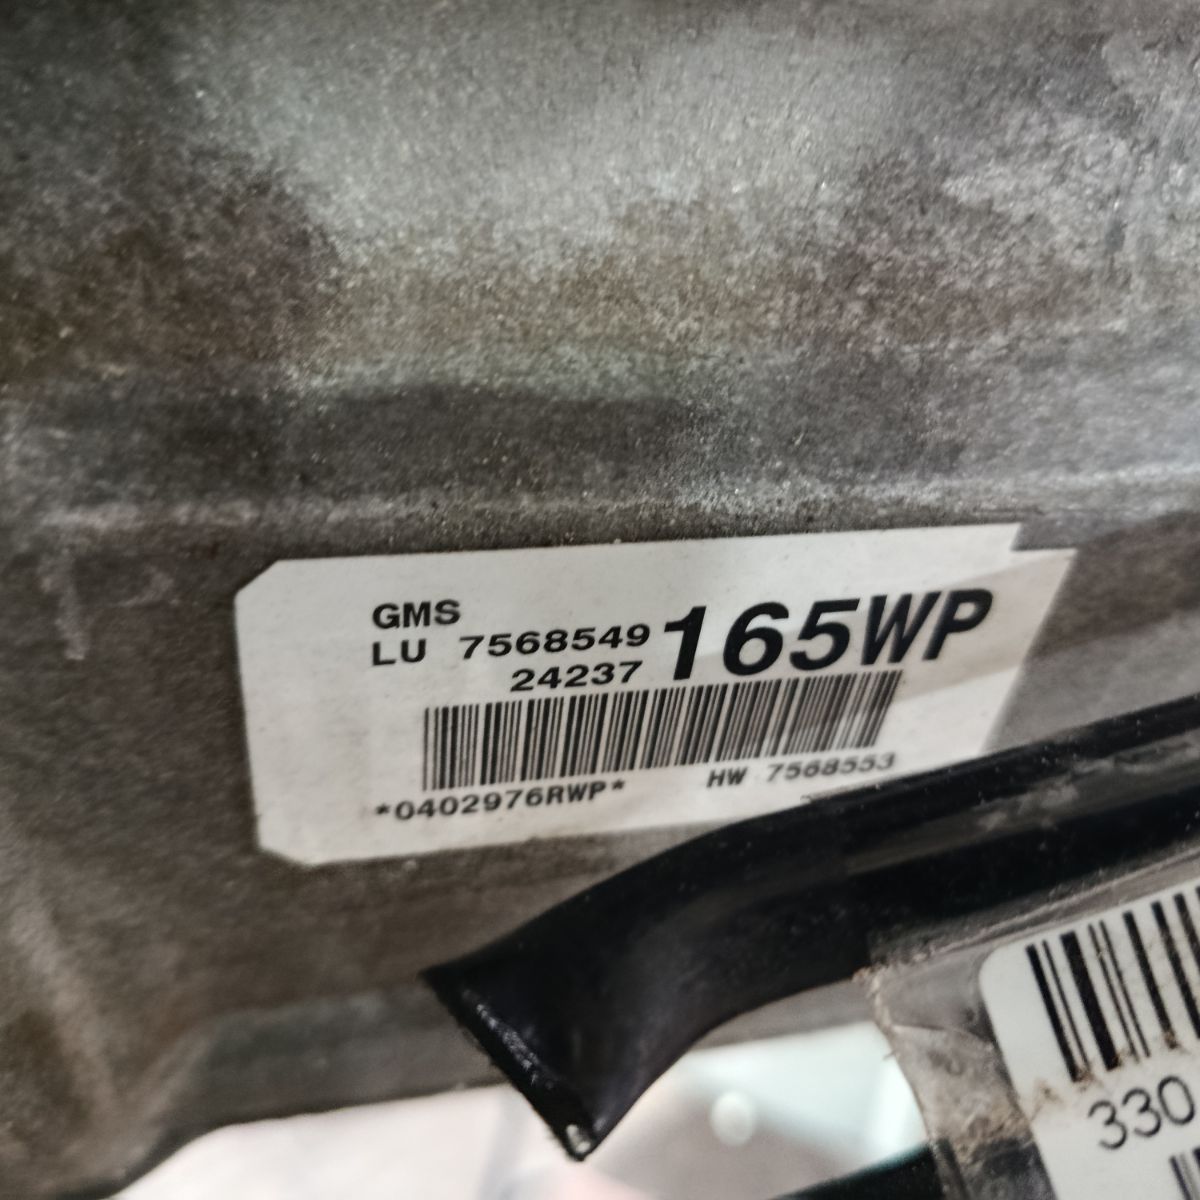 GMS
LU 7568549 165WP
24237
*0402976RWP* HW 7568553
330